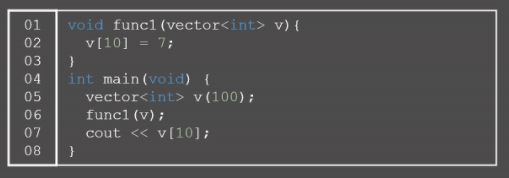 01 void func1(vector<int> v){
02 v[10] = 7;
03 }
04 int main(void) {
05 vector<int> v(100);
06 func1(v);
07 cout << v[10];
08 }